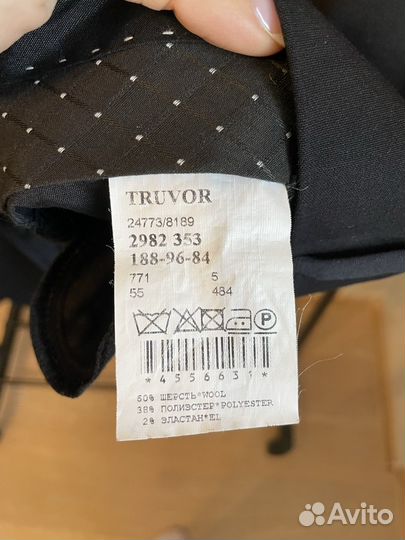 TRUVOR
24773/8189
2982 353
188-96-84
771 5
55 484
P
*4556631*
60% ШЕРСТЬ*WOOL
38% ПОЛИЭСТЕР*POLYESTER
2% ЭЛАСТАН*EL
Avito